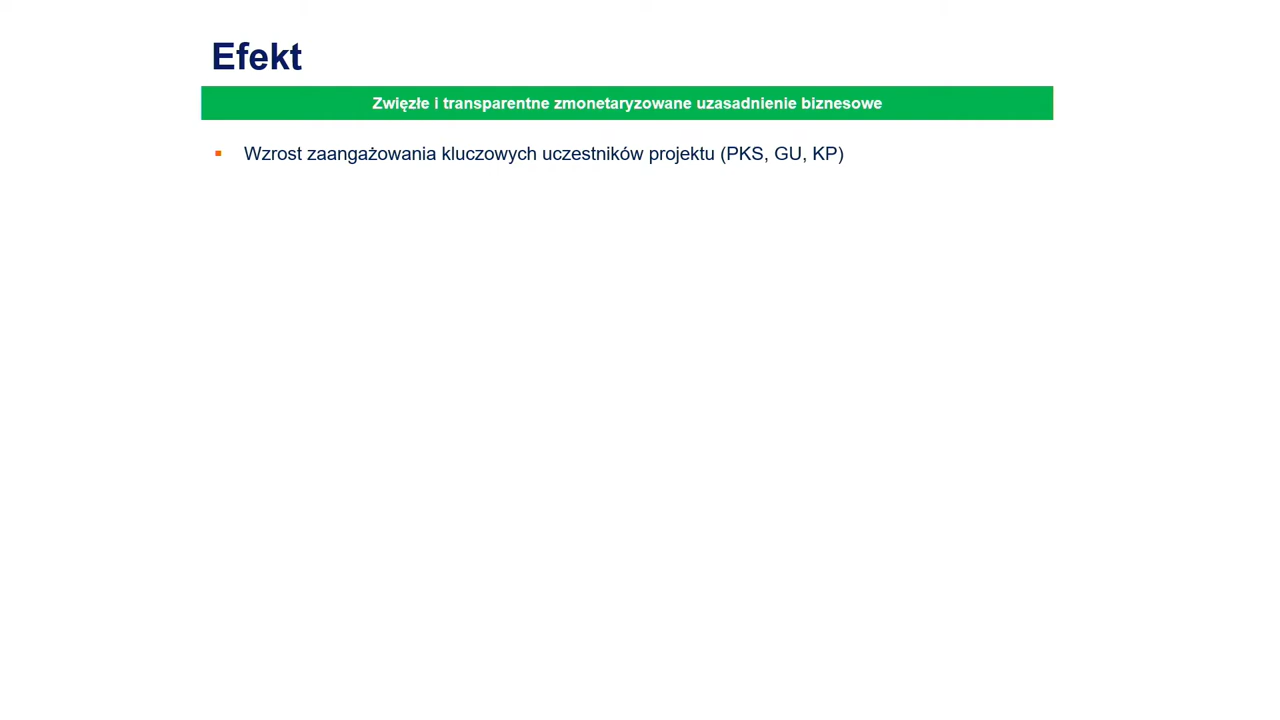 Efekt
Zwięzłe i transparentne zmonetaryzowane uzasadnienie biznesowe
Wzrost zaangażowania kluczowych uczestników projektu (PKS, GU, KP)